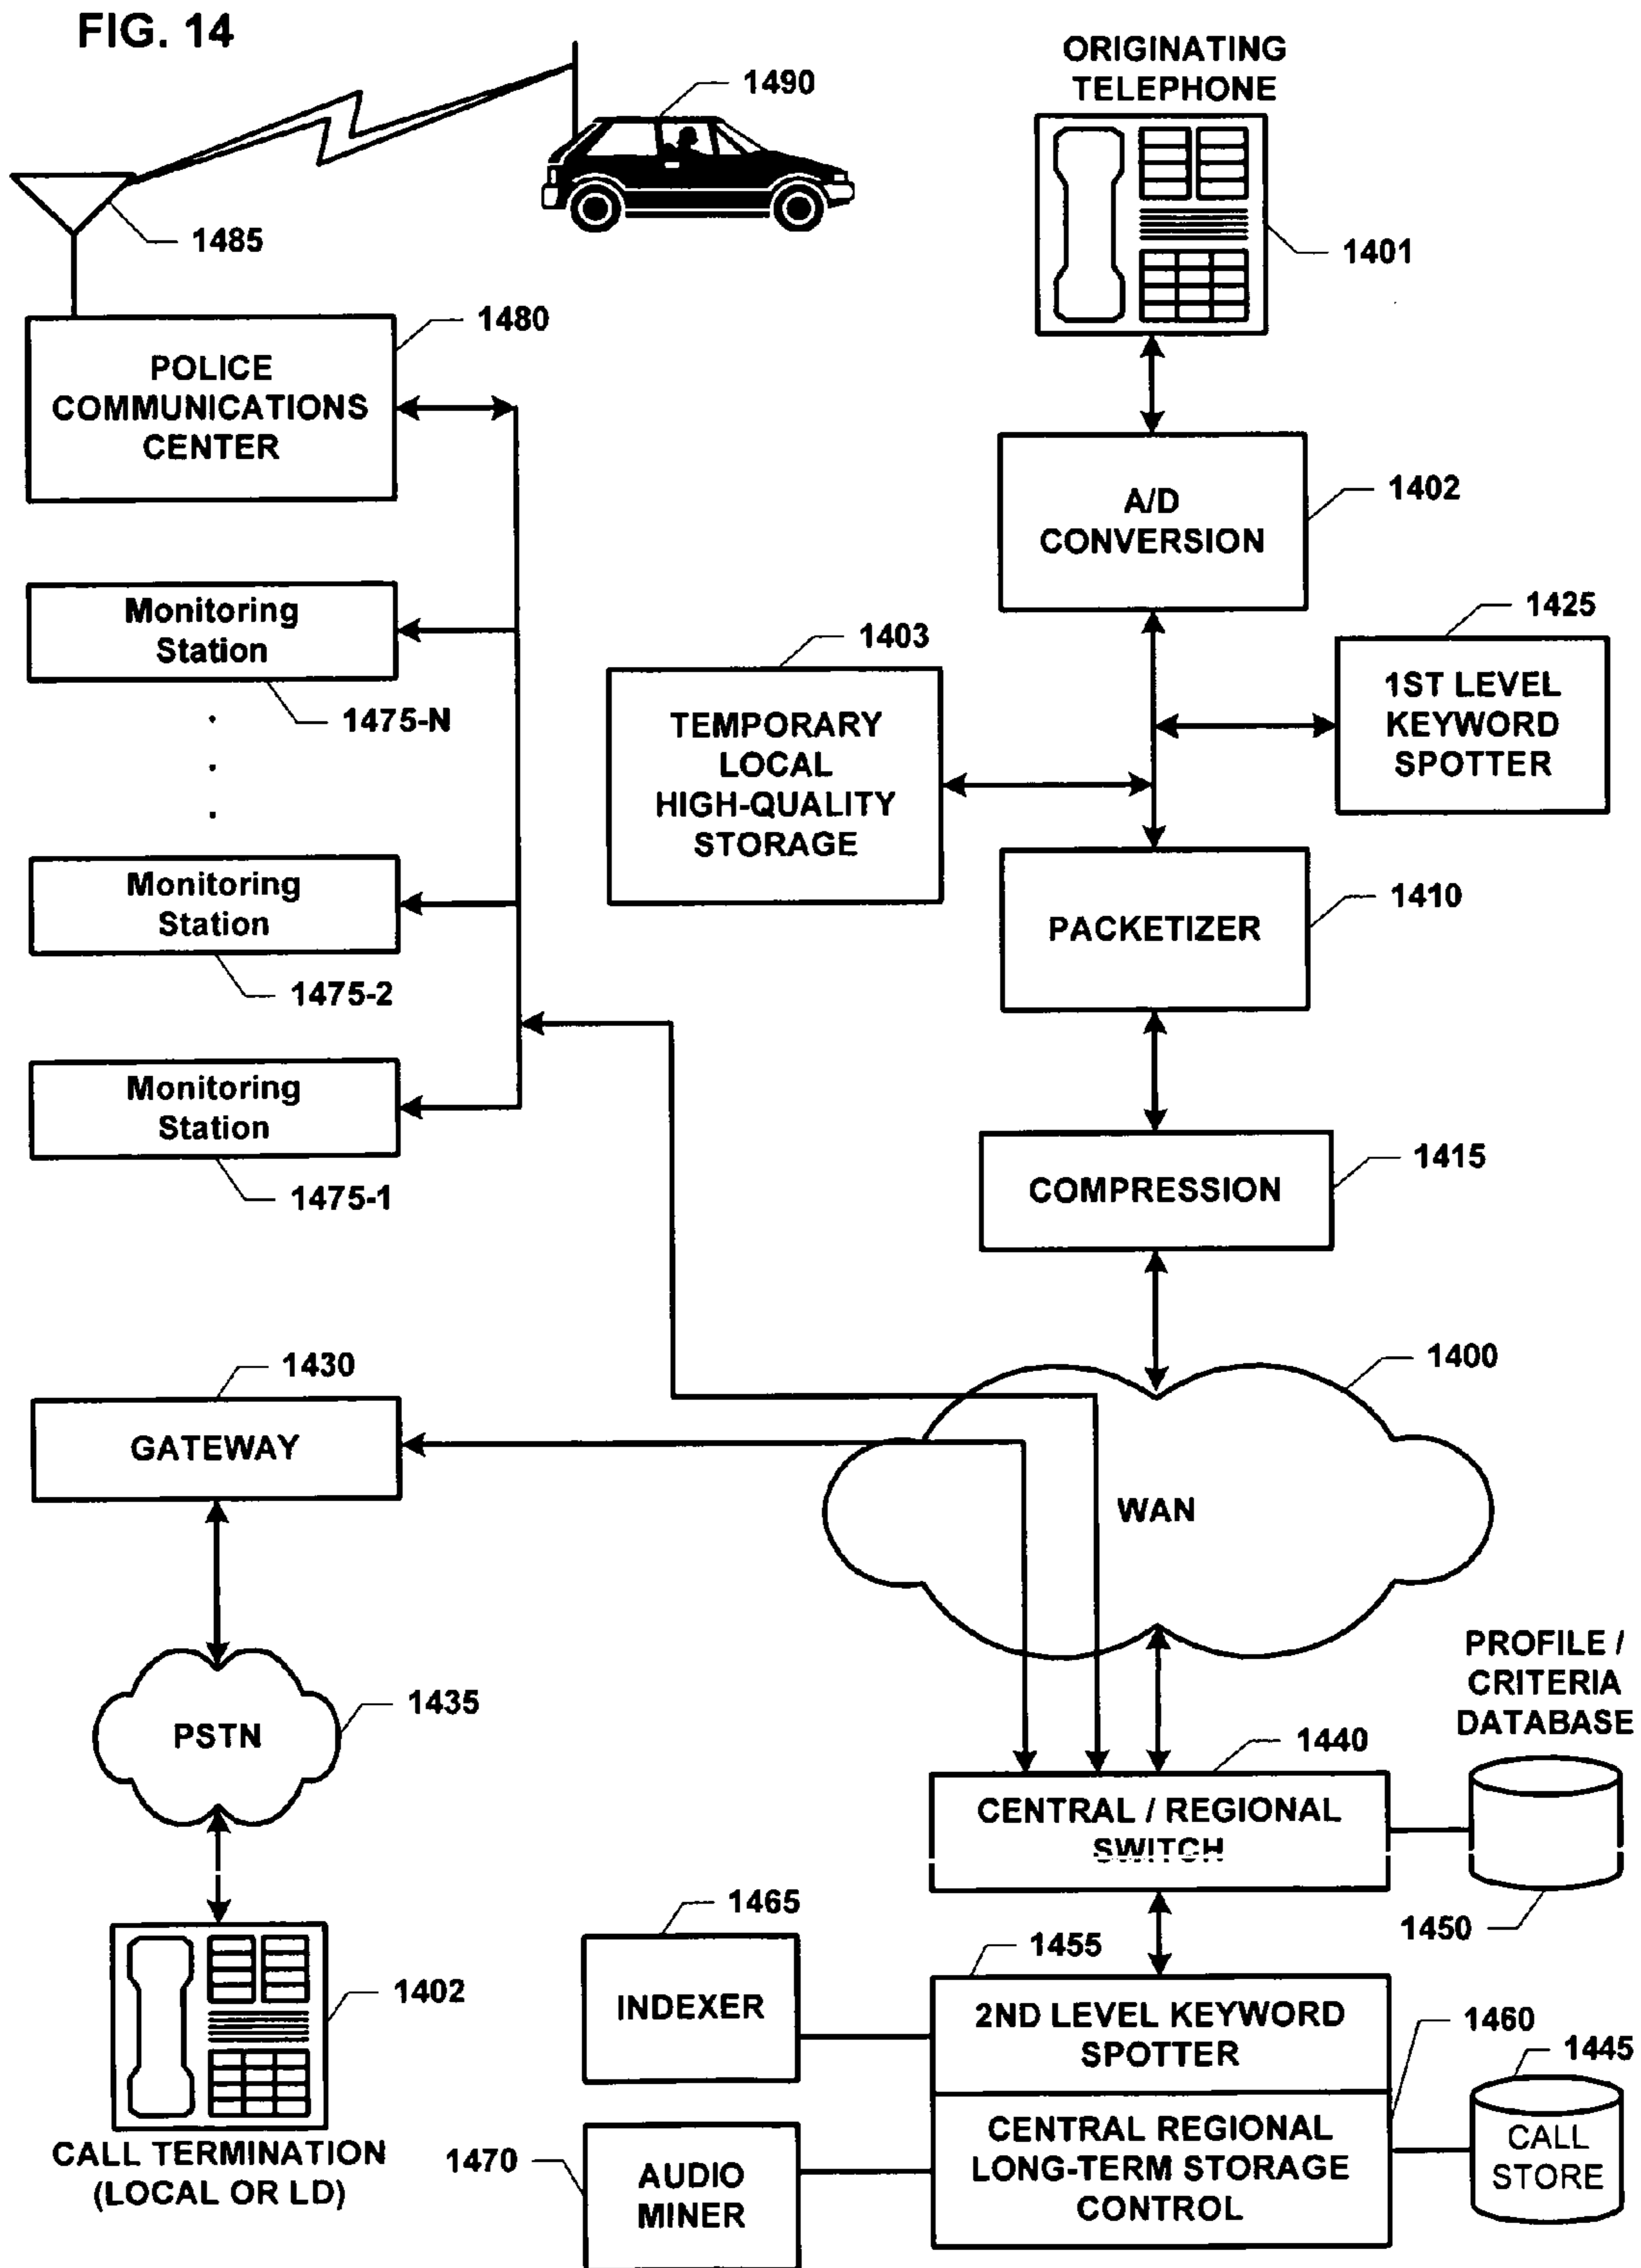 FIG. 14
1490
1485
ORIGINATING
TELEPHONE
1401
1480
POLICE
COMMUNICATIONS
CENTER
1402
A/D
CONVERSION
Monitoring
Station
1475-N
1403
TEMPORARY
LOCAL
HIGH-QUALITY
STORAGE
1425
1ST LEVEL
KEYWORD
SPOTTER
Monitoring
Station
1475-2
1410
PACKETIZER
Monitoring
Station
1475-1
1415
COMPRESSION
1430
GATEWAY
1400
WAN
1435
PSTN
PROFILE /
CRITERIA
DATABASE
1440
CENTRAL / REGIONAL
SWITCH
1450
1402
CALL TERMINATION
(LOCAL OR LD)
1465
INDEXER
1455
2ND LEVEL KEYWORD
SPOTTER
1460
1445
CALL
STORE
CENTRAL REGIONAL
LONG-TERM STORAGE
CONTROL
1470
AUDIO
MINER